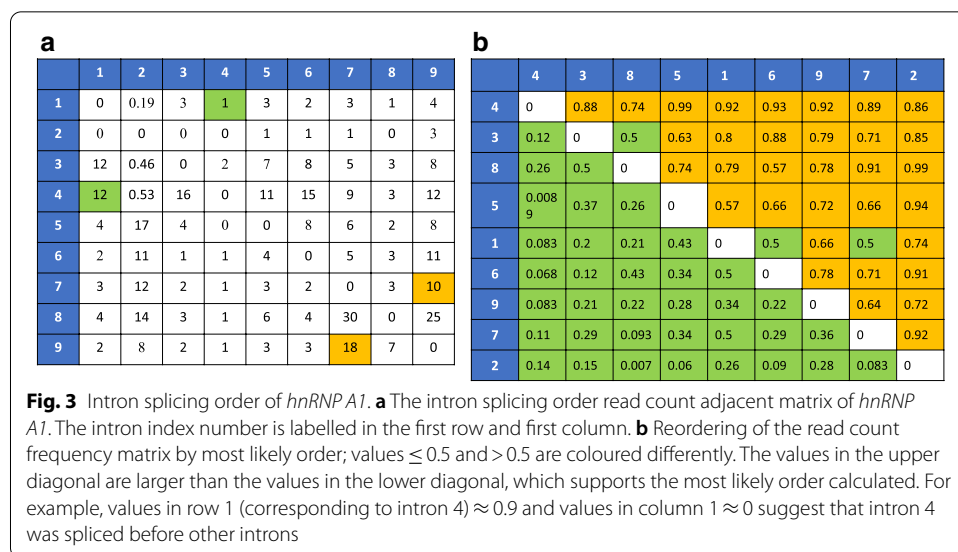 a
1 2 3 4 5 6 7 8 9
1 0 0.19 3 1 3 2 3 1 4
2 0 0 0 0 1 1 1 0 3
3 12 0.46 0 2 7 8 5 3 8
4 12 0.53 16 0 11 15 9 3 12
5 4 17 4 0 0 8 6 2 8
6 2 11 1 1 4 0 5 3 11
7 3 12 2 1 3 2 0 3 10
8 4 14 3 1 6 4 30 0 25
9 2 8 2 1 3 3 18 7 0
b
4 3 8 5 1 6 9 7 2
4 0 0.88 0.74 0.99 0.92 0.93 0.92 0.89 0.86
3 0.12 0 0.5 0.63 0.8 0.88 0.79 0.71 0.85
8 0.26 0.5 0 0.74 0.79 0.57 0.78 0.91 0.99
5 0.0089 0.37 0.26 0 0.57 0.66 0.72 0.66 0.94
1 0.083 0.2 0.21 0.43 0 0.5 0.66 0.5 0.74
6 0.068 0.12 0.43 0.34 0.5 0 0.78 0.71 0.91
9 0.083 0.21 0.22 0.28 0.34 0.22 0 0.64 0.72
7 0.11 0.29 0.093 0.34 0.5 0.29 0.36 0 0.92
2 0.14 0.15 0.007 0.06 0.26 0.09 0.28 0.083 0
Fig. 3 Intron splicing order of hnRNP A1. a The intron splicing order read count adjacent matrix of hnRNP
A1. The intron index number is labelled in the first row and first column. b Reordering of the read count
frequency matrix by most likely order; values ≤ 0.5 and > 0.5 are coloured differently. The values in the upper
diagonal are larger than the values in the lower diagonal, which supports the most likely order calculated. For
example, values in row 1 (corresponding to intron 4) ≈ 0.9 and values in column 1 ≈ 0 suggest that intron 4
was spliced before other introns